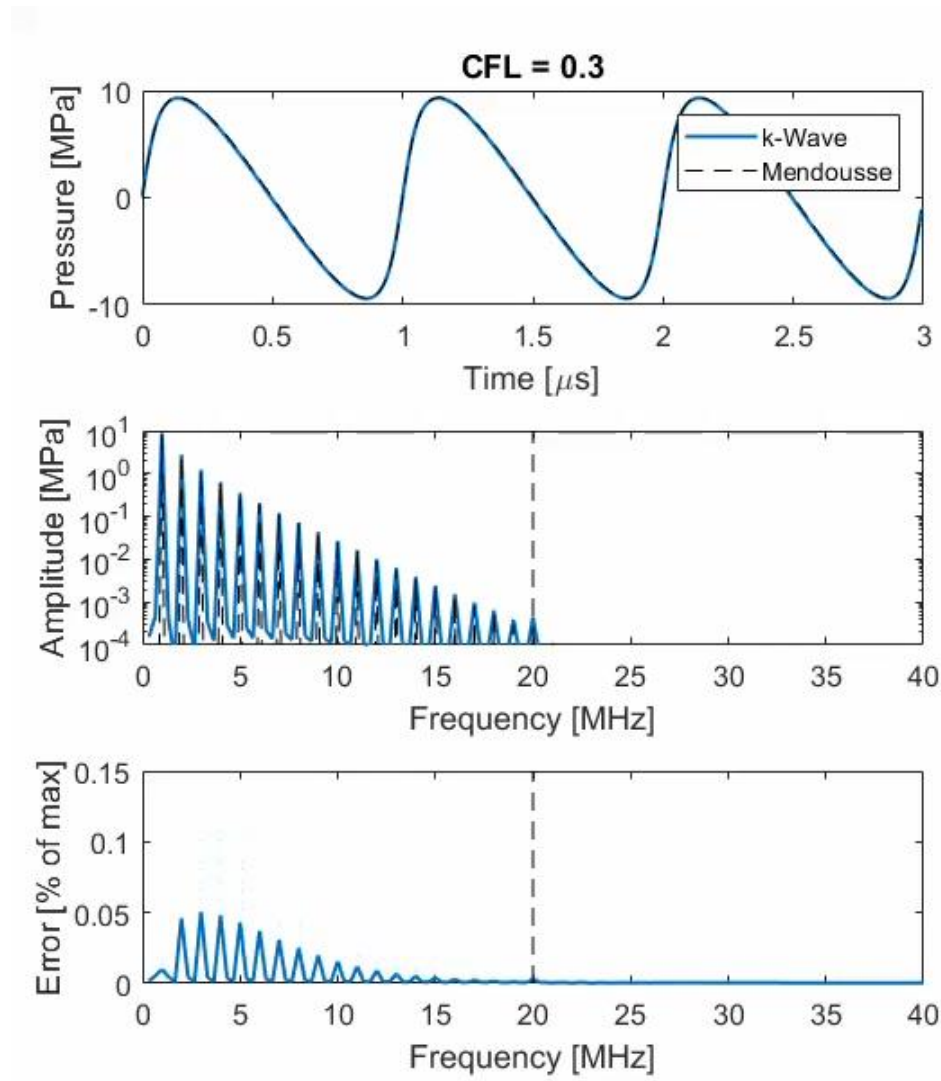 CFL = 0.3
Pressure [MPa]
10
0
-10
k-Wave
Mendousse
0 0.5 1 1.5 2 2.5 3
Time [μs]
Amplitude [MPa]
10¹
10⁰
10⁻¹
10⁻²
10⁻³
10⁻⁴
0 5 10 15 20 25 30 35 40
Frequency [MHz]
Error [% of max]
0.15
0.1
0.05
0
0 5 10 15 20 25 30 35 40
Frequency [MHz]